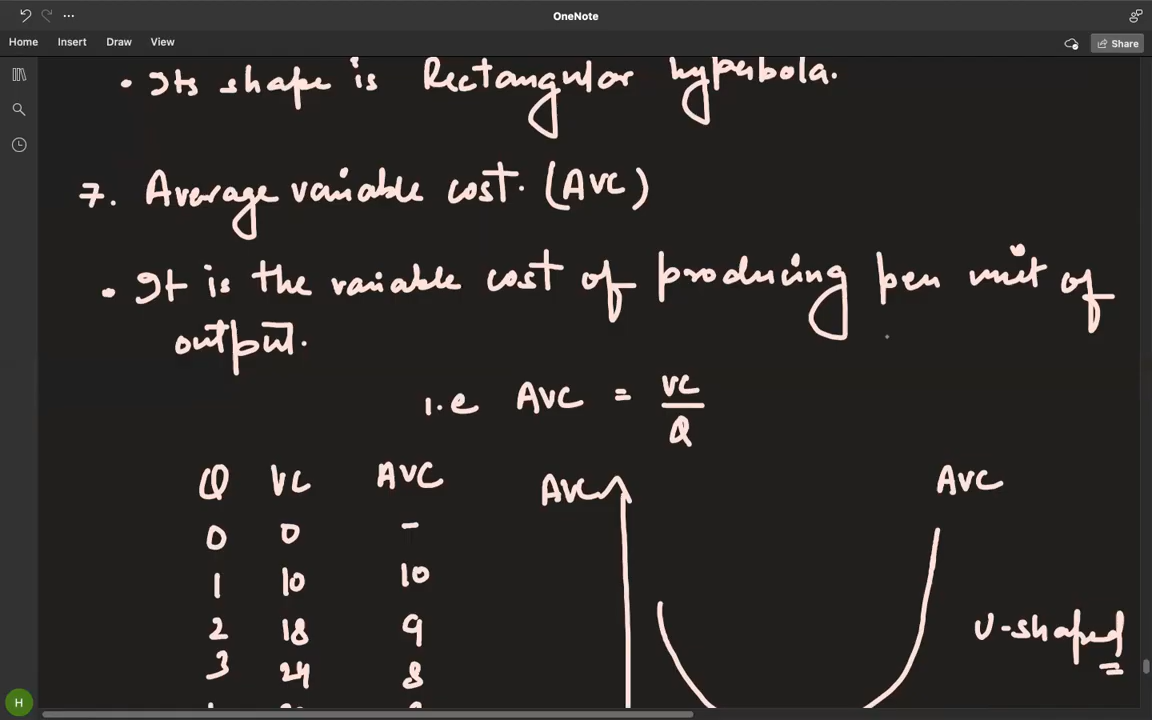 OneNote
Home Insert Draw View
Share
• Its shape is Rectangular hyperbola.
7. Average variable cost. (AVC)
• It is the variable cost of producing per unit of
output.
i.e AVC = VC/Q
Q VC AVC
0 0 -
1 10 10
2 18 9
3 24 8
AVC
AVC
U-shaped
H